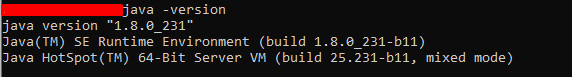 java -version
java version "1.8.0_231"
Java(TM) SE Runtime Environment (build 1.8.0_231-b11)
Java HotSpot(TM) 64-Bit Server VM (build 25.231-b11, mixed mode)